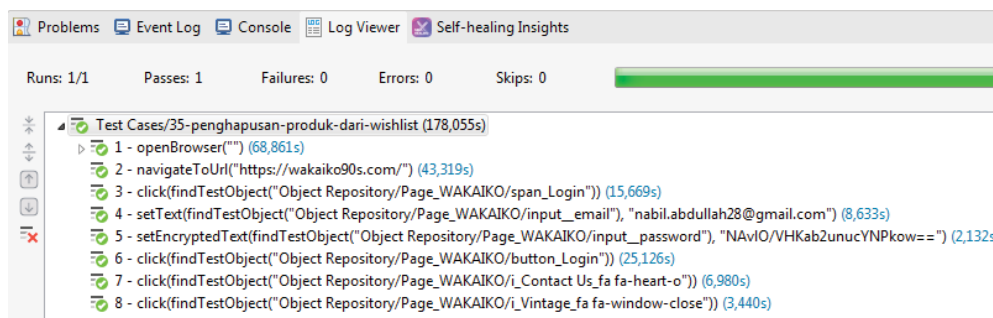 Problems Event Log Console Log Viewer Self-healing Insights
Runs: 1/1 Passes: 1 Failures: 0 Errors: 0 Skips: 0
Test Cases/35-penghapusan-produk-dari-wishlist (178,055s)
1 - openBrowser("") (68,861s)
2 - navigateToUrl("https://wakaiko90s.com/") (43,319s)
3 - click(findTestObject("Object Repository/Page_WAKAIKO/span_Login")) (15,669s)
4 - setText(findTestObject("Object Repository/Page_WAKAIKO/input__email"), "nabil.abdullah28@gmail.com") (8,633s)
5 - setEncryptedText(findTestObject("Object Repository/Page_WAKAIKO/input__password"), "NAvIO/VHKab2unucYNPkow==") (2,132s
6 - click(findTestObject("Object Repository/Page_WAKAIKO/button_Login")) (25,126s)
7 - click(findTestObject("Object Repository/Page_WAKAIKO/i_Contact Us_fa fa-heart-o")) (6,980s)
8 - click(findTestObject("Object Repository/Page_WAKAIKO/i_Vintage_fa fa-window-close")) (3,440s)